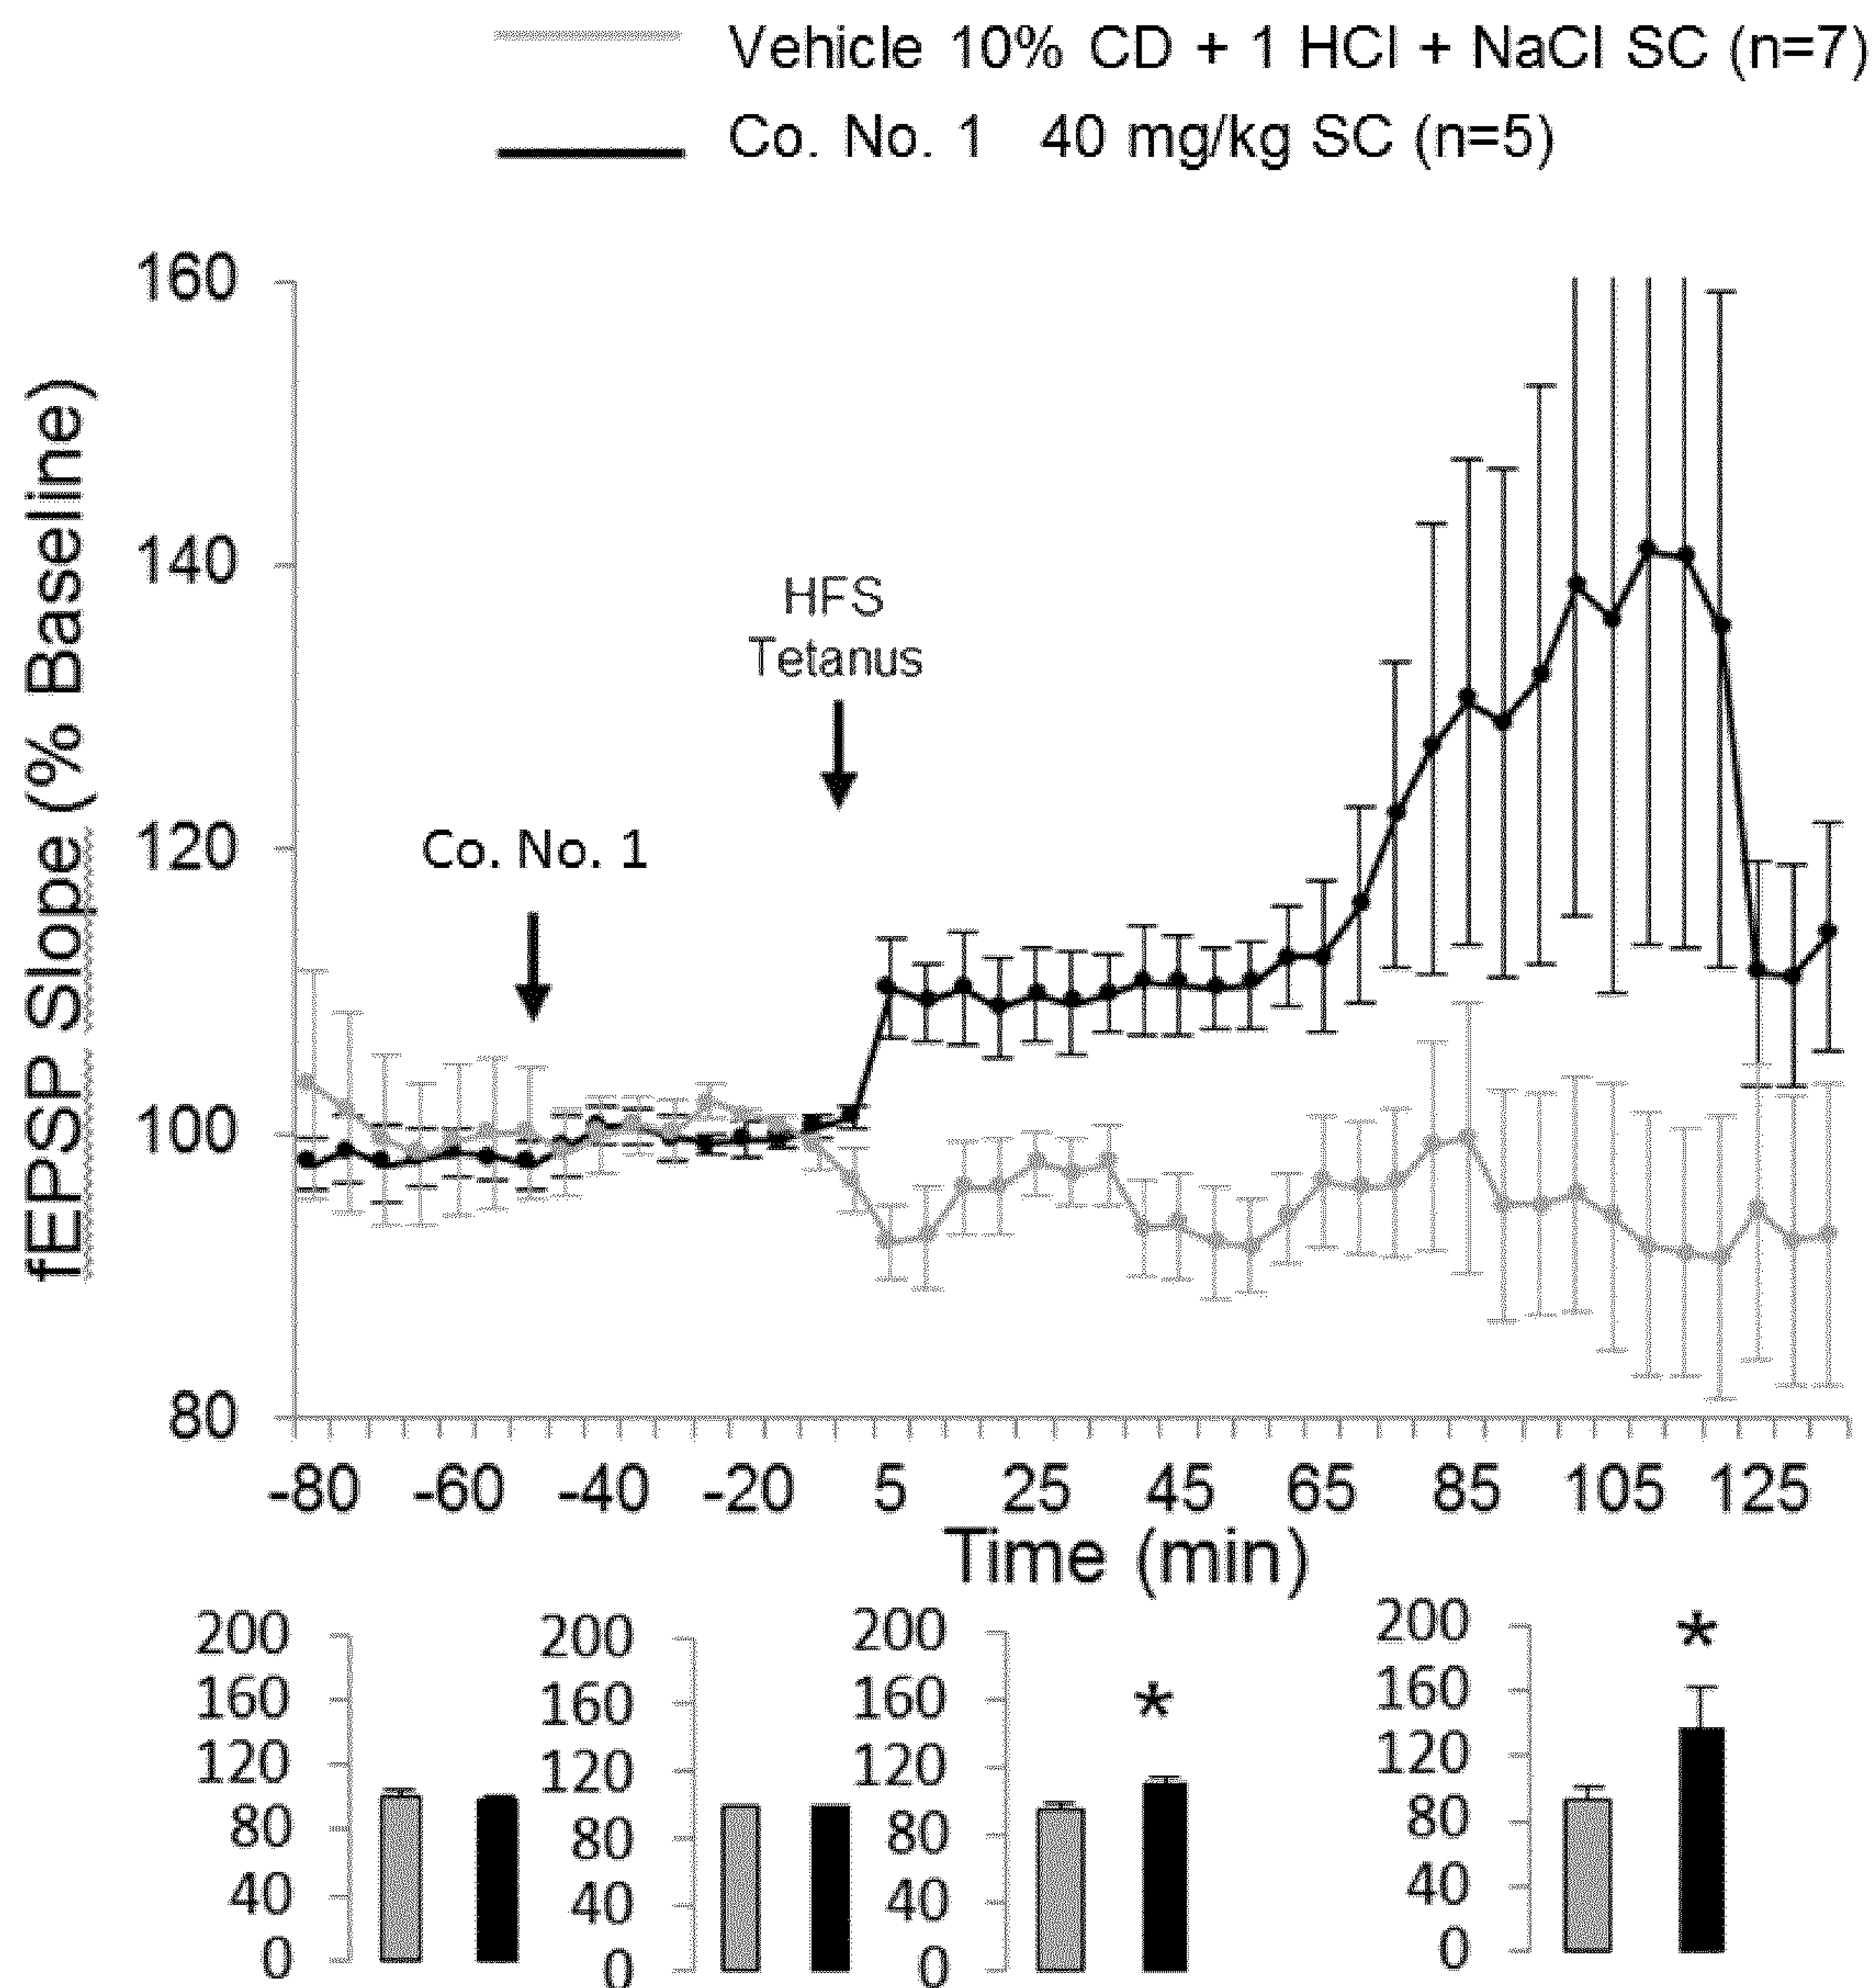 Vehicle 10% CD + 1 HCl + NaCl SC (n=7)
Co. No. 1 40 mg/kg SC (n=5)
fEPSP Slope (% Baseline)
160
140
120
100
80
HFS
Tetanus
Co. No. 1
-80 -60 -40 -20 5 25 45 65 85 105 125
Time (min)
200 200 200 200
160 160 160 160
120 120 120 120
80 80 80 80
40 40 40 40
0 0 0 0
* *